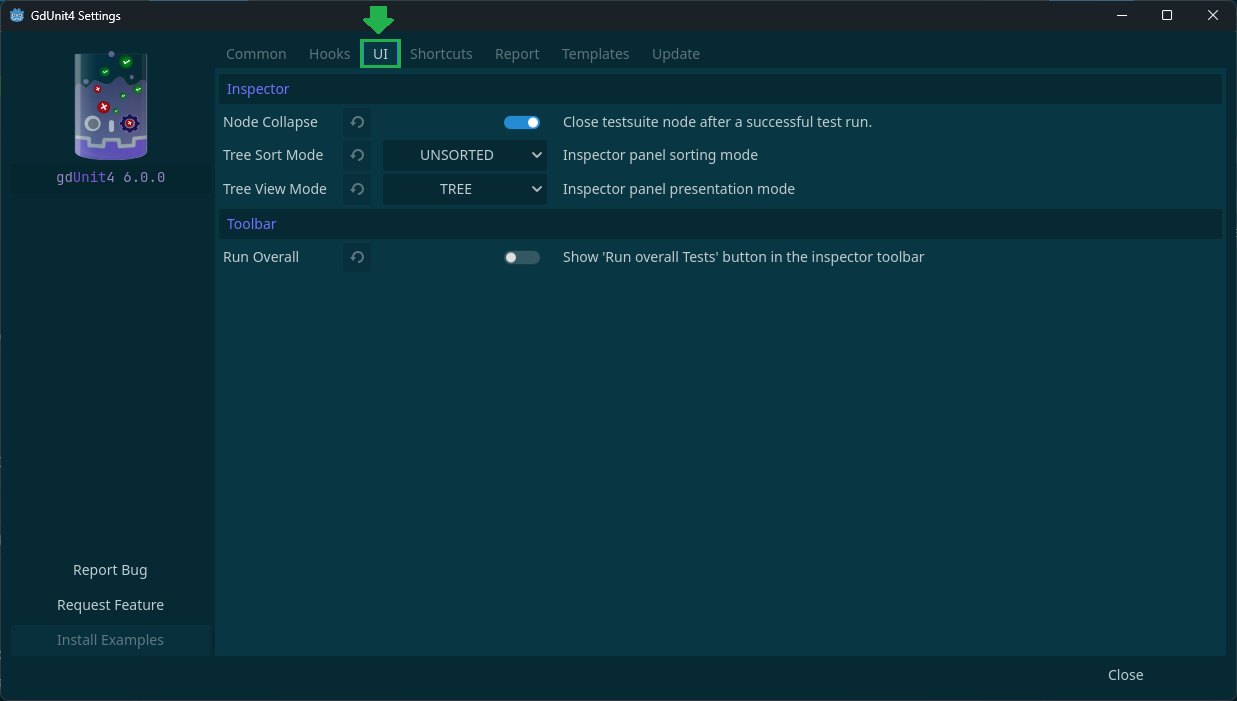 GdUnit4 Settings
Common Hooks UI Shortcuts Report Templates Update
Inspector
Node Collapse Close testsuite node after a successful test run.
Tree Sort Mode UNSORTED Inspector panel sorting mode
gdUnit4 6.0.0
Tree View Mode TREE Inspector panel presentation mode
Toolbar
Run Overall Show 'Run overall Tests' button in the inspector toolbar
Report Bug
Request Feature
Install Examples
Close